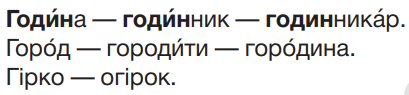 Годи́на — годи́нник — годинника́р.
Горо́д — городи́ти — горо́дина.
Гірко — огірок.